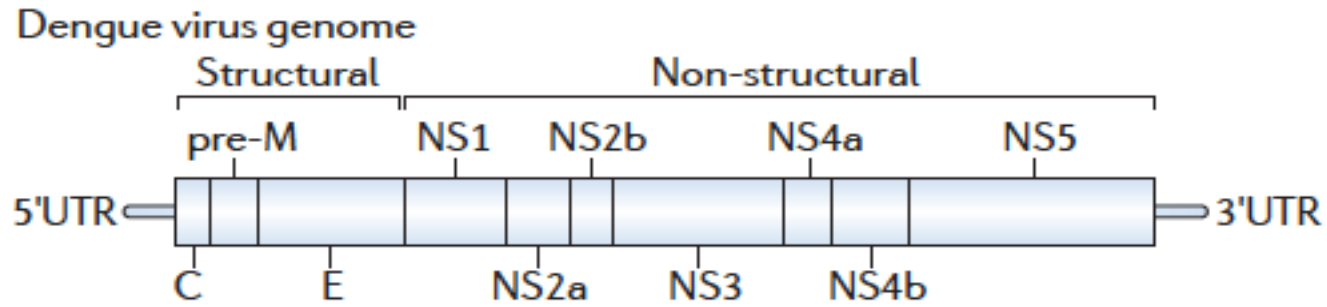 Dengue virus genome
Structural Non-structural
pre-M NS1 NS2b NS4a NS5
5'UTR 3'UTR
C E NS2a NS3 NS4b